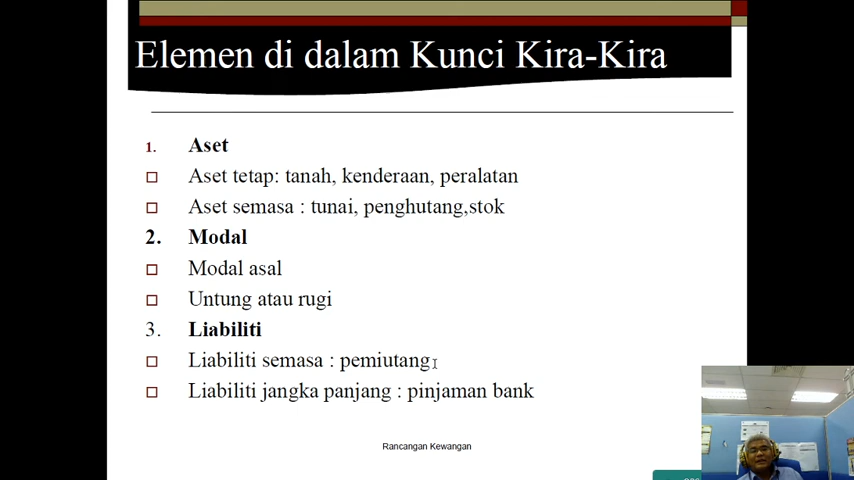 Elemen di dalam Kunci Kira-Kira
1. Aset
Aset tetap: tanah, kenderaan, peralatan
Aset semasa : tunai, penghutang,stok
2. Modal
Modal asal
Untung atau rugi
3. Liabiliti
Liabiliti semasa : pemiutang
Liabiliti jangka panjang : pinjaman bank
Rancangan Kewangan